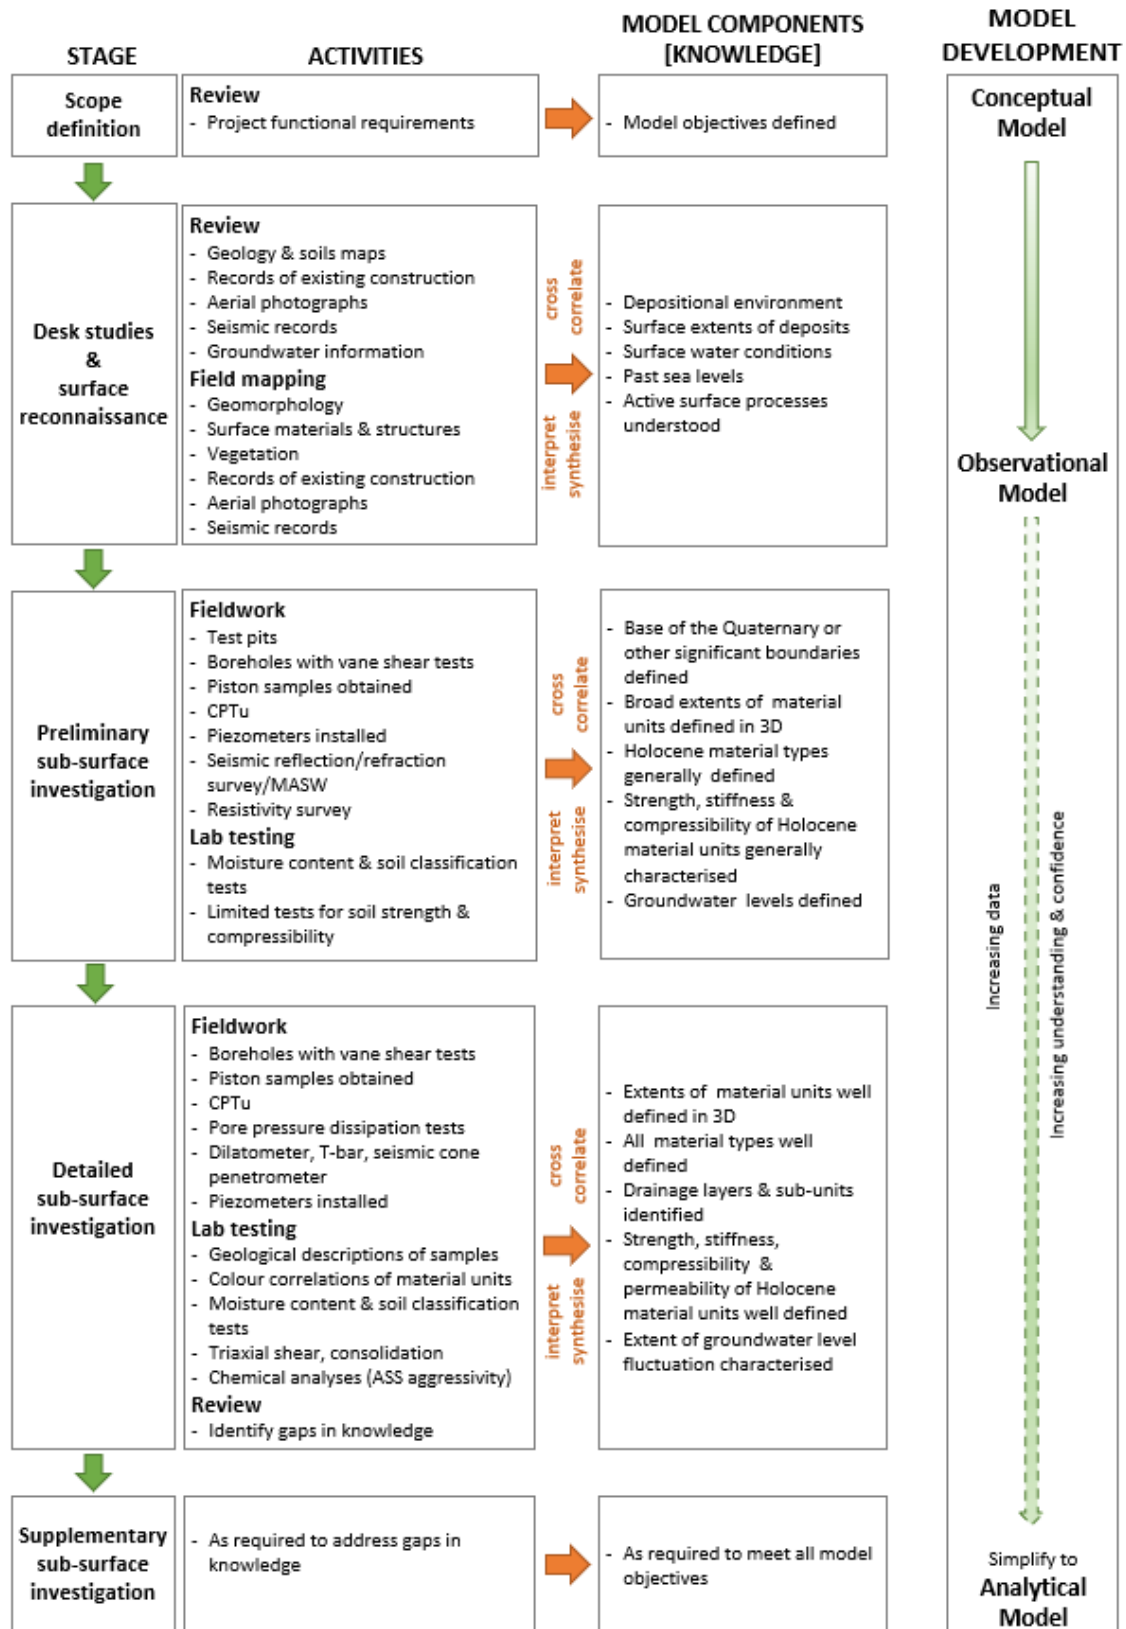 STAGE
ACTIVITIES
MODEL COMPONENTS
[KNOWLEDGE]
MODEL
DEVELOPMENT
Scope
definition
Review
- Project functional requirements
- Model objectives defined
Conceptual
Model
Desk studies
&
surface
reconnaissance
Review
- Geology & soils maps
- Records of existing construction
- Aerial photographs
- Seismic records
- Groundwater information
Field mapping
- Geomorphology
- Surface materials & structures
- Vegetation
- Records of existing construction
- Aerial photographs
- Seismic records
cross
correlate
interpret
synthesise
- Depositional environment
- Surface extents of deposits
- Surface water conditions
- Past sea levels
- Active surface processes
understood
Observational
Model
Preliminary
sub-surface
investigation
Fieldwork
- Test pits
- Boreholes with vane shear tests
- Piston samples obtained
- CPTu
- Piezometers installed
- Seismic reflection/refraction
survey/MASW
- Resistivity survey
Lab testing
- Moisture content & soil classification
tests
- Limited tests for soil strength &
compressibility
cross
correlate
interpret
synthesise
- Base of the Quaternary or
other significant boundaries
defined
- Broad extents of material
units defined in 3D
- Holocene material types
generally defined
- Strength, stiffness &
compressibility of Holocene
material units generally
characterised
- Groundwater levels defined
Increasing data
Increasing understanding & confidence
Detailed
sub-surface
investigation
Fieldwork
- Boreholes with vane shear tests
- Piston samples obtained
- CPTu
- Pore pressure dissipation tests
- Dilatometer, T-bar, seismic cone
penetrometer
- Piezometers installed
Lab testing
- Geological descriptions of samples
- Colour correlations of material units
- Moisture content & soil classification
tests
- Triaxial shear, consolidation
- Chemical analyses (ASS aggressivity)
Review
- Identify gaps in knowledge
cross
correlate
interpret
synthesise
- Extents of material units well
defined in 3D
- All material types well
defined
- Drainage layers & sub-units
identified
- Strength, stiffness,
compressibility &
permeability of Holocene
material units well defined
- Extent of groundwater level
fluctuation characterised
Supplementary
sub-surface
investigation
- As required to address gaps in
knowledge
- As required to meet all model
objectives
Simplify to
Analytical
Model